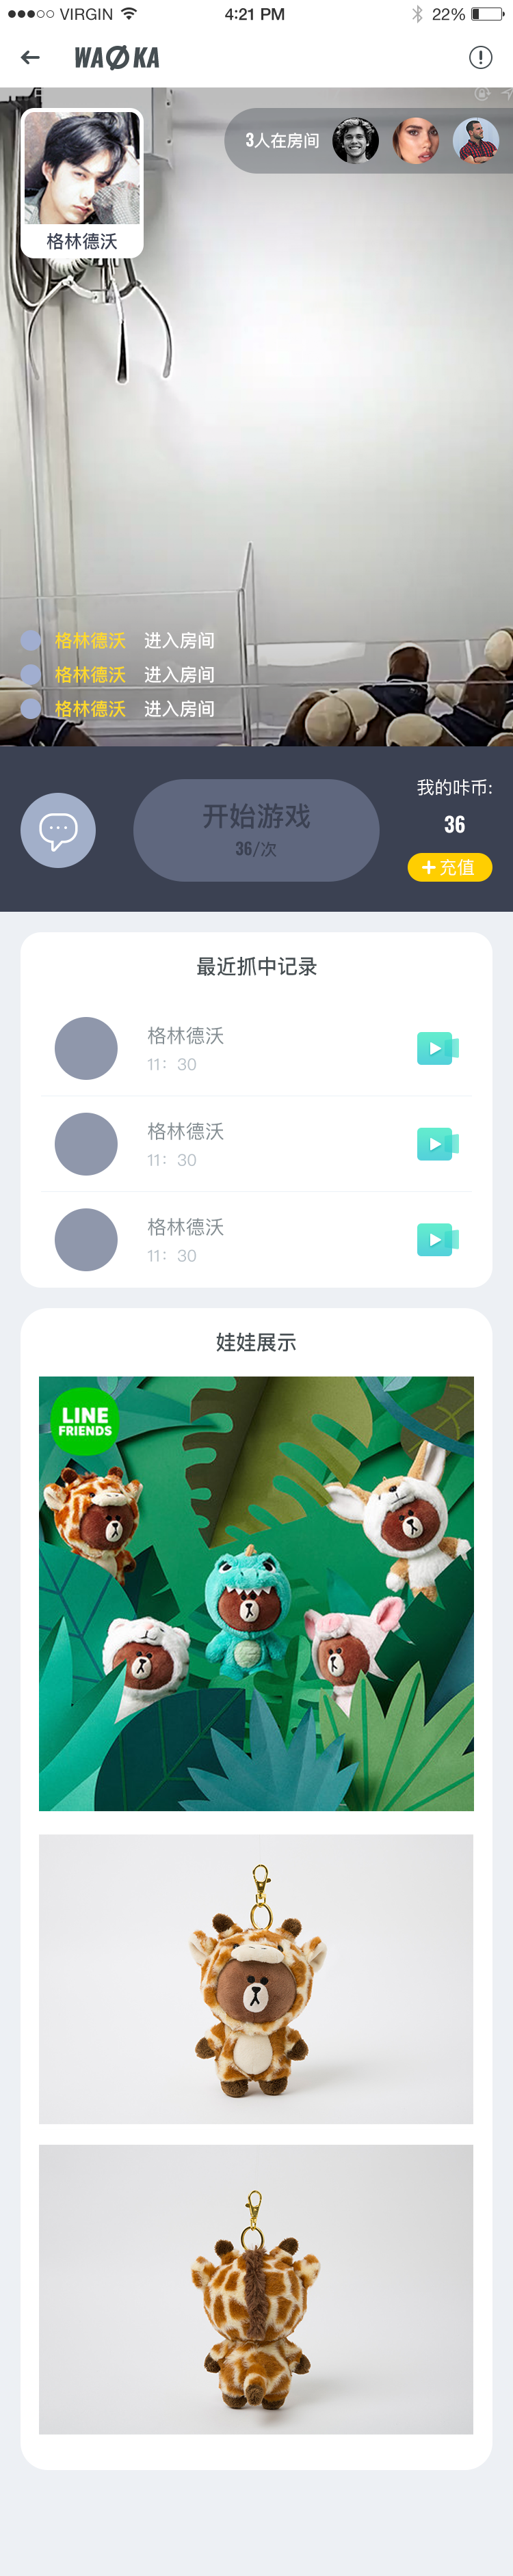 VIRGIN
4:21 PM
22%
WAØKA
3人在房间
格林德沃
格林德沃 进入房间
格林德沃 进入房间
格林德沃 进入房间
开始游戏
36/次
我的咔币:
36
+ 充值
最近抓中记录
格林德沃
11: 30
格林德沃
11: 30
格林德沃
11: 30
娃娃展示
LINE
FRIENDS